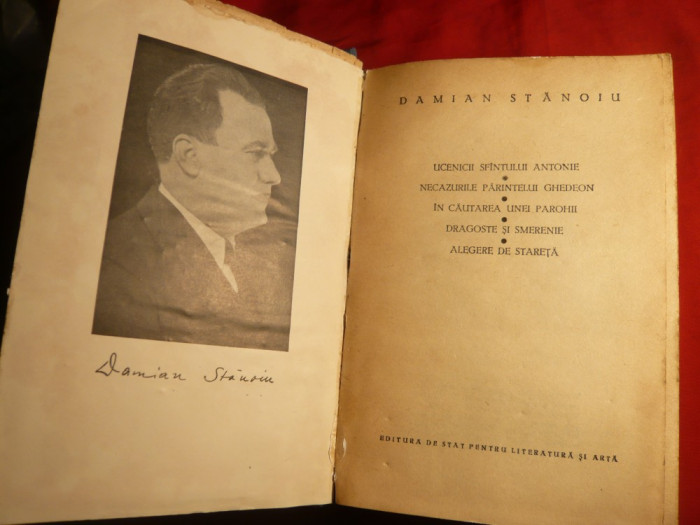 Damian Stănoiu
DAMIAN STĂNOIU
UCENICII SFÎNTULUI ANTONIE
NECAZURILE PĂRINTELUI GHEDEON
ÎN CĂUTAREA UNEI PAROHII
DRAGOSTE ȘI SMERENIE
ALEGERE DE STAREȚĂ
EDITURA DE STAT PENTRU LITERATURĂ ȘI ARTĂ